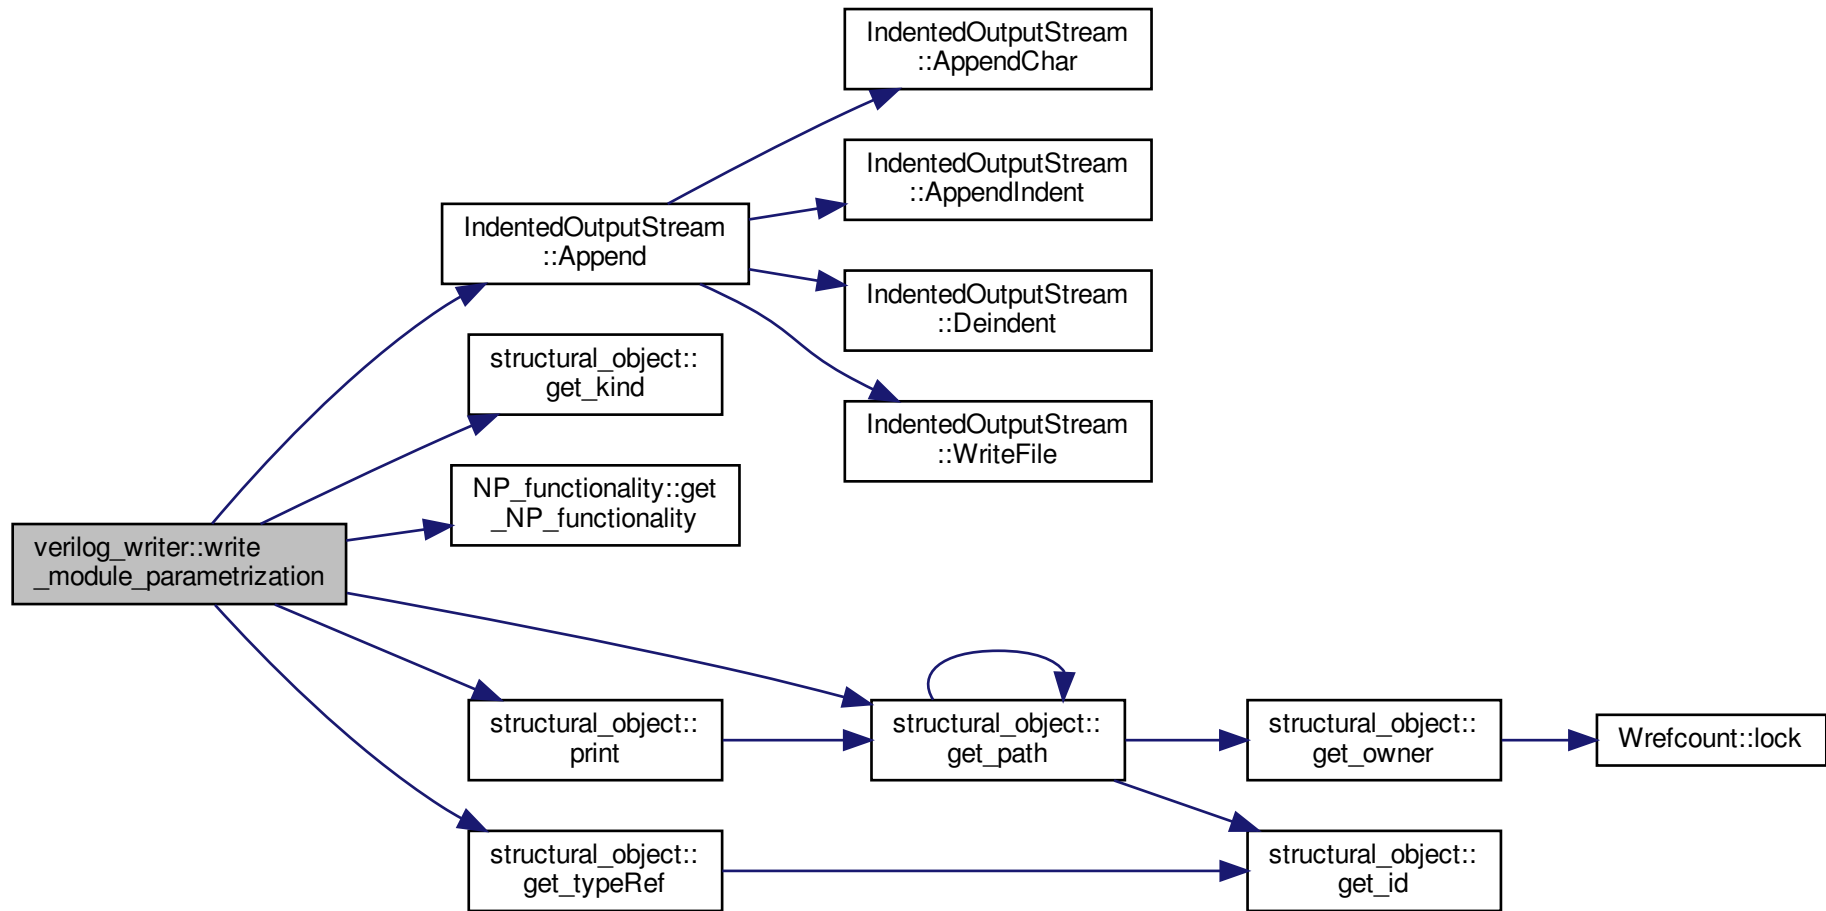 IndentedOutputStream
::AppendChar
IndentedOutputStream
::AppendIndent
IndentedOutputStream
::Append
IndentedOutputStream
::Deindent
structural_object::
get_kind
IndentedOutputStream
::WriteFile
NP_functionality::get
_NP_functionality
verilog_writer::write
_module_parametrization
structural_object::
print
structural_object::
get_path
structural_object::
get_owner
Wrefcount::lock
structural_object::
get_typeRef
structural_object::
get_id